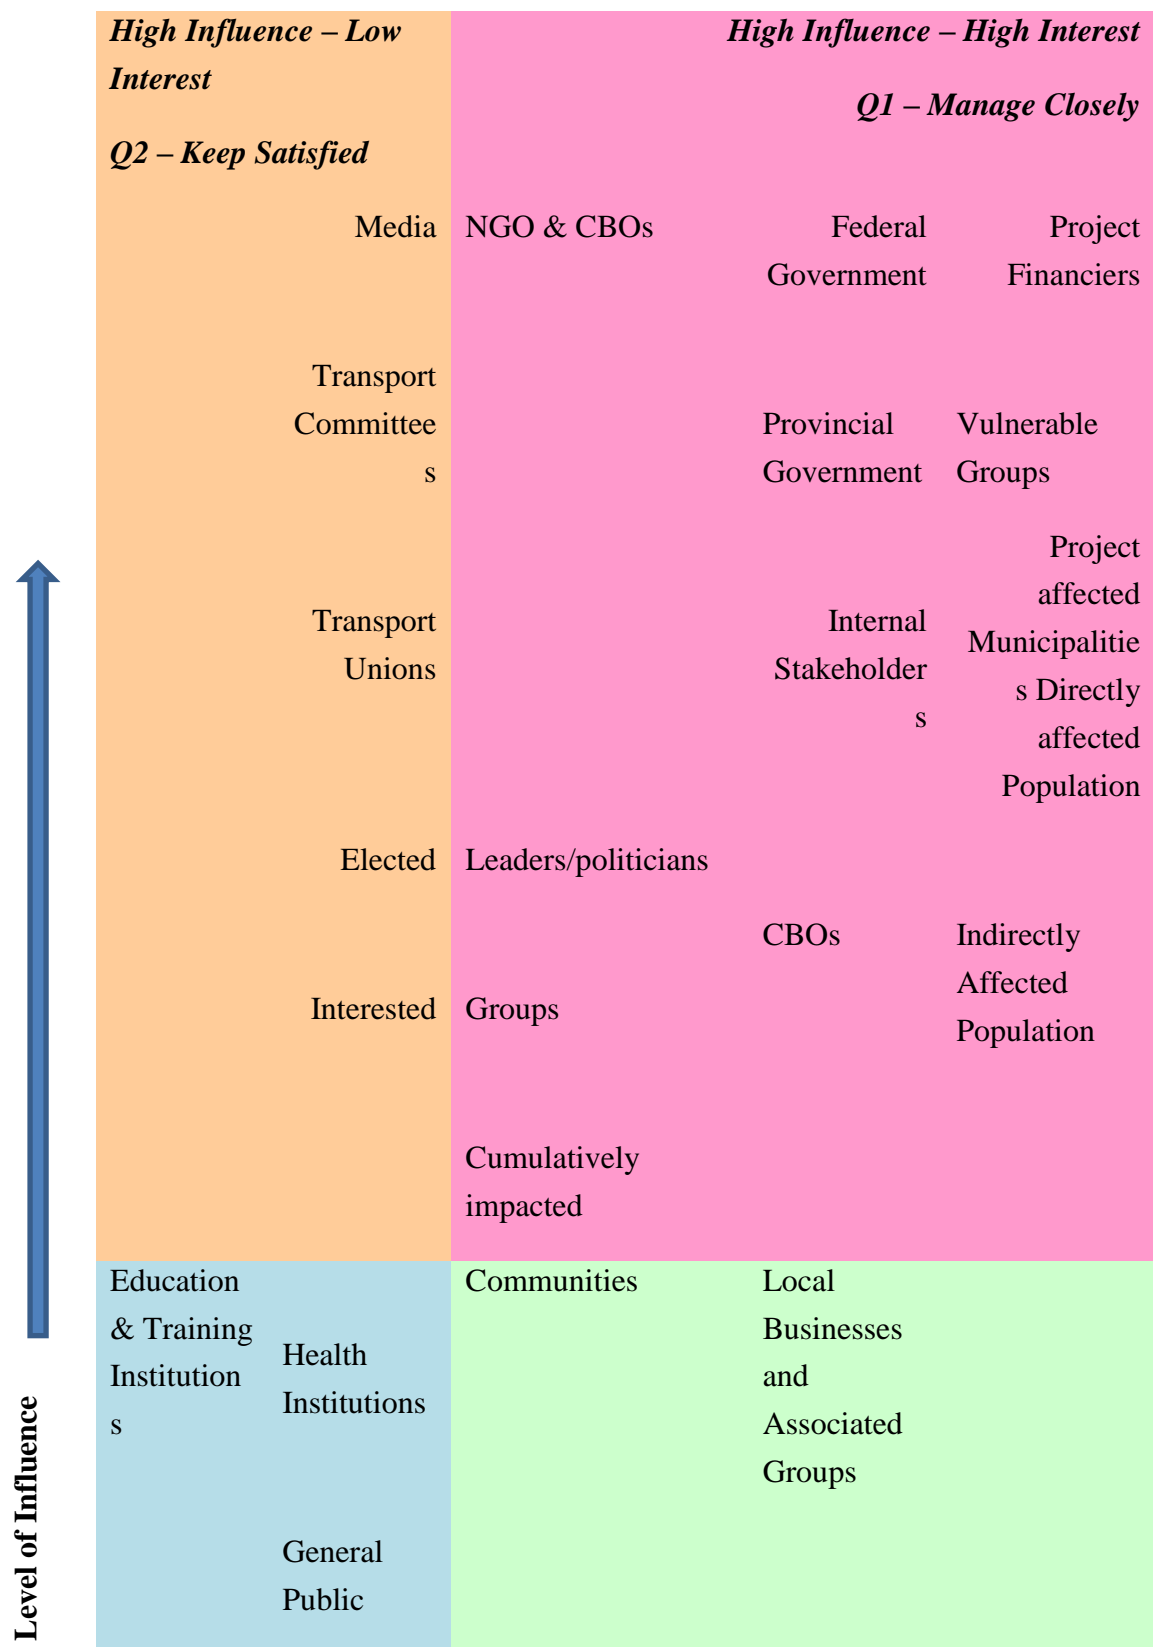 High Influence – Low
Interest
Q2 – Keep Satisfied
High Influence – High Interest
Q1 – Manage Closely
Media
NGO & CBOs
Federal
Government
Project
Financiers
Transport
Committee
s
Provincial
Government
Vulnerable
Groups
Transport
Unions
Internal
Stakeholder
s
Project
affected
Municipalitie
s Directly
affected
Population
Elected
Leaders/politicians
CBOs
Indirectly
Affected
Population
Interested
Groups
Cumulatively
impacted
Education
& Training
Institution
s
Health
Institutions
Communities
Local
Businesses
and
Associated
Groups
General
Public
Level of Influence